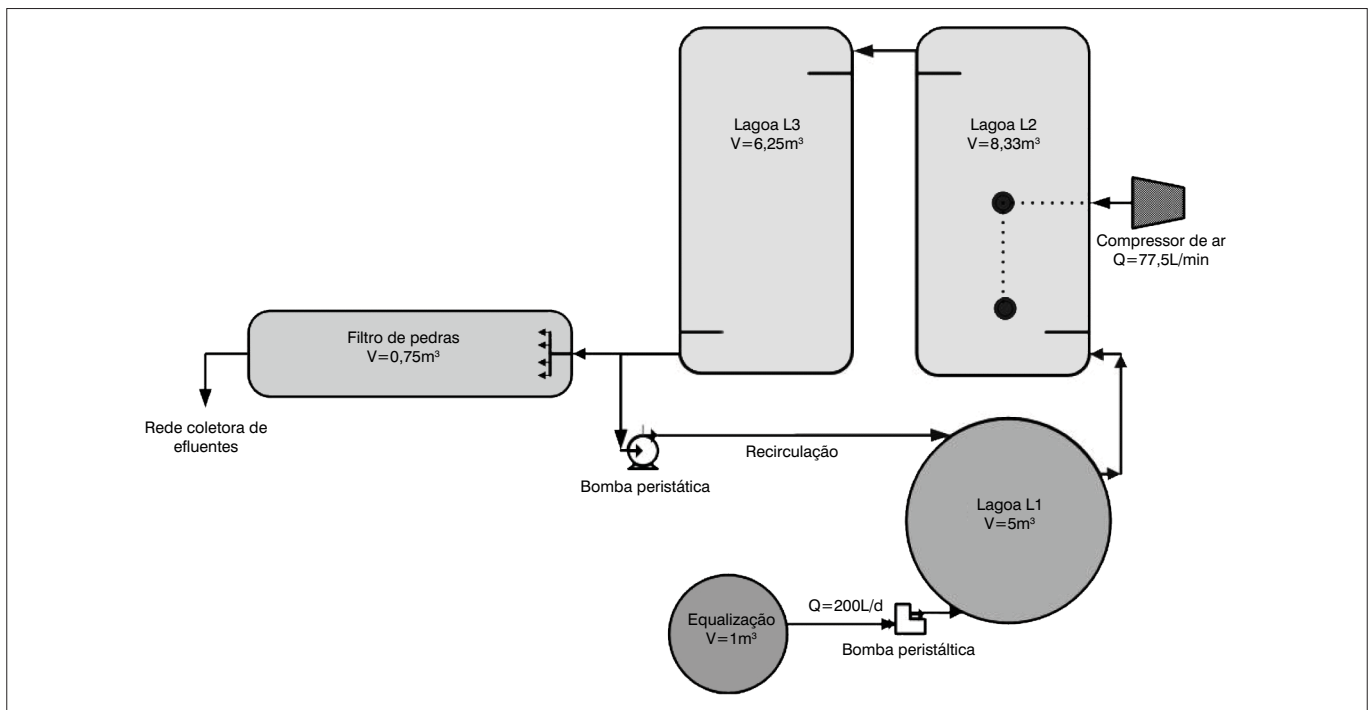 Lagoa L3
V=6,25m³
Lagoa L2
V=8,33m³
Compressor de ar
Q=77,5L/min
Filtro de pedras
V=0,75m³
Rede coletora de
efluentes
Recirculação
Bomba peristática
Lagoa L1
V=5m³
Q=200L/d
Equalização
V=1m³
Bomba peristáltica